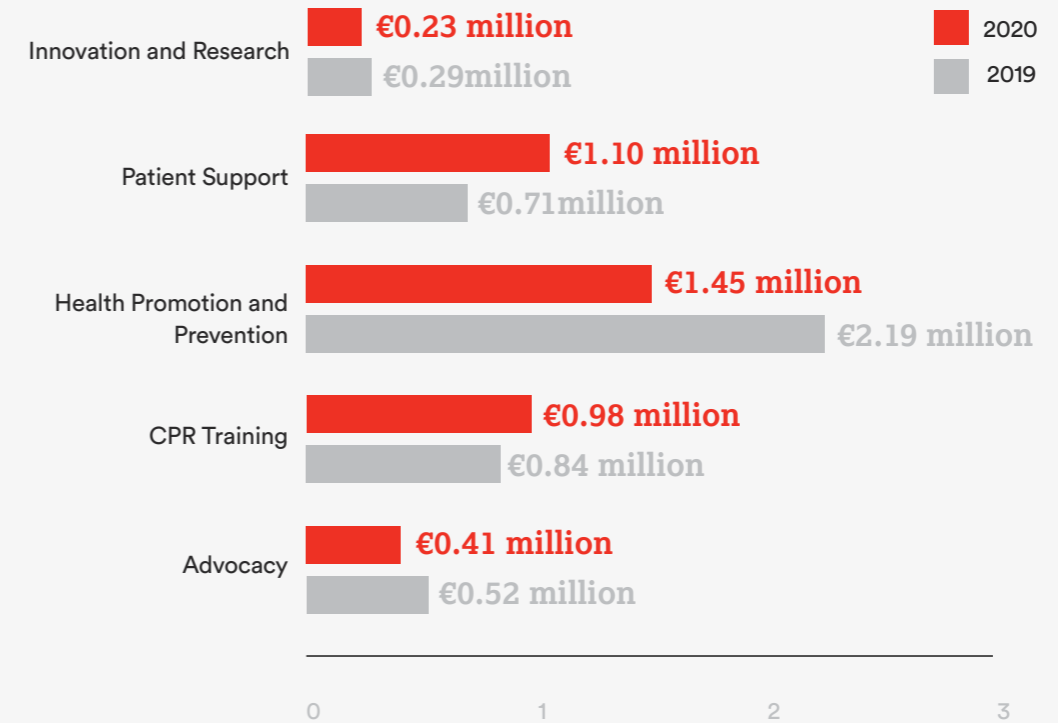 Innovation and Research
€0.23 million
€0.29million
2020
2019
Patient Support
€1.10 million
€0.71million
Health Promotion and
Prevention
€1.45 million
€2.19 million
CPR Training
€0.98 million
€0.84 million
Advocacy
€0.41 million
€0.52 million
0 1 2 3